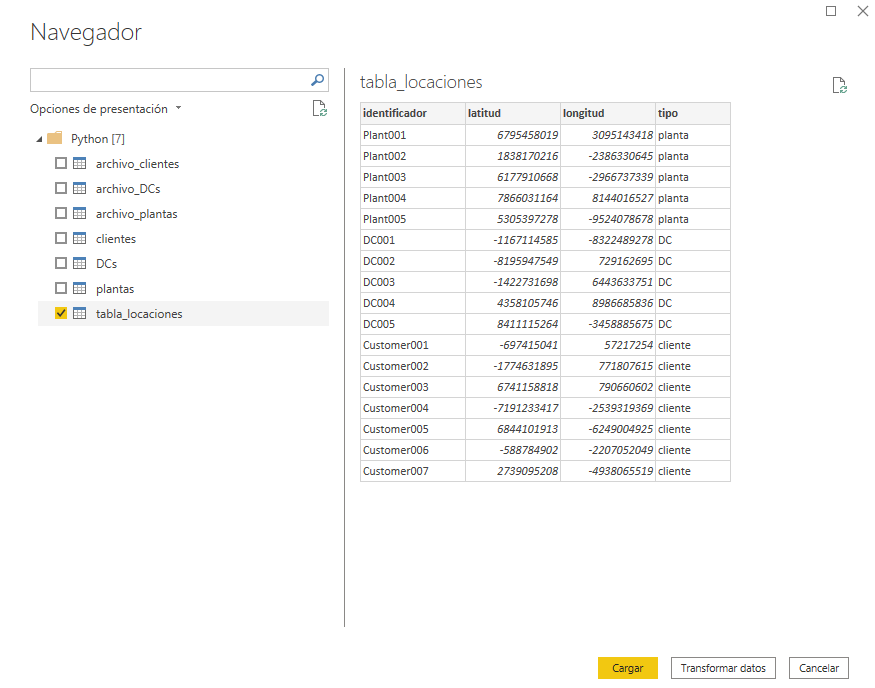 Navegador
Opciones de presentación
Python [7]
archivo_clientes
archivo_DCs
archivo_plantas
clientes
DCs
plantas
tabla_locaciones
tabla_locaciones
identificador latitud longitud tipo
Plant001 6795458019 3095143418 planta
Plant002 1838170216 -2386330645 planta
Plant003 6177910668 -2966737339 planta
Plant004 7866031164 8144016527 planta
Plant005 5305397278 -9524078678 planta
DC001 -1167114585 -8322489278 DC
DC002 -8195947549 729162695 DC
DC003 -1422731698 6443633751 DC
DC004 4358105746 8986685836 DC
DC005 8411115264 -3458885675 DC
Customer001 -697415041 57217254 cliente
Customer002 -1774631895 771807615 cliente
Customer003 6741158818 790660602 cliente
Customer004 -7191233417 -2539319369 cliente
Customer005 6844101913 -6249004925 cliente
Customer006 -588784902 -2207052049 cliente
Customer007 2739095208 -4938065519 cliente
Cargar Transformar datos Cancelar